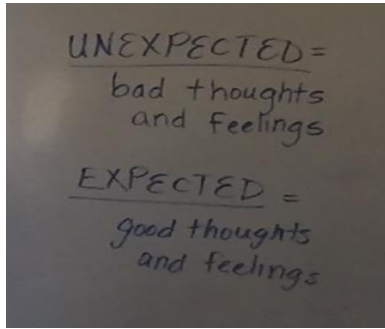 UNEXPECTED =
bad thoughts
and feelings
EXPECTED =
good thoughts
and feelings